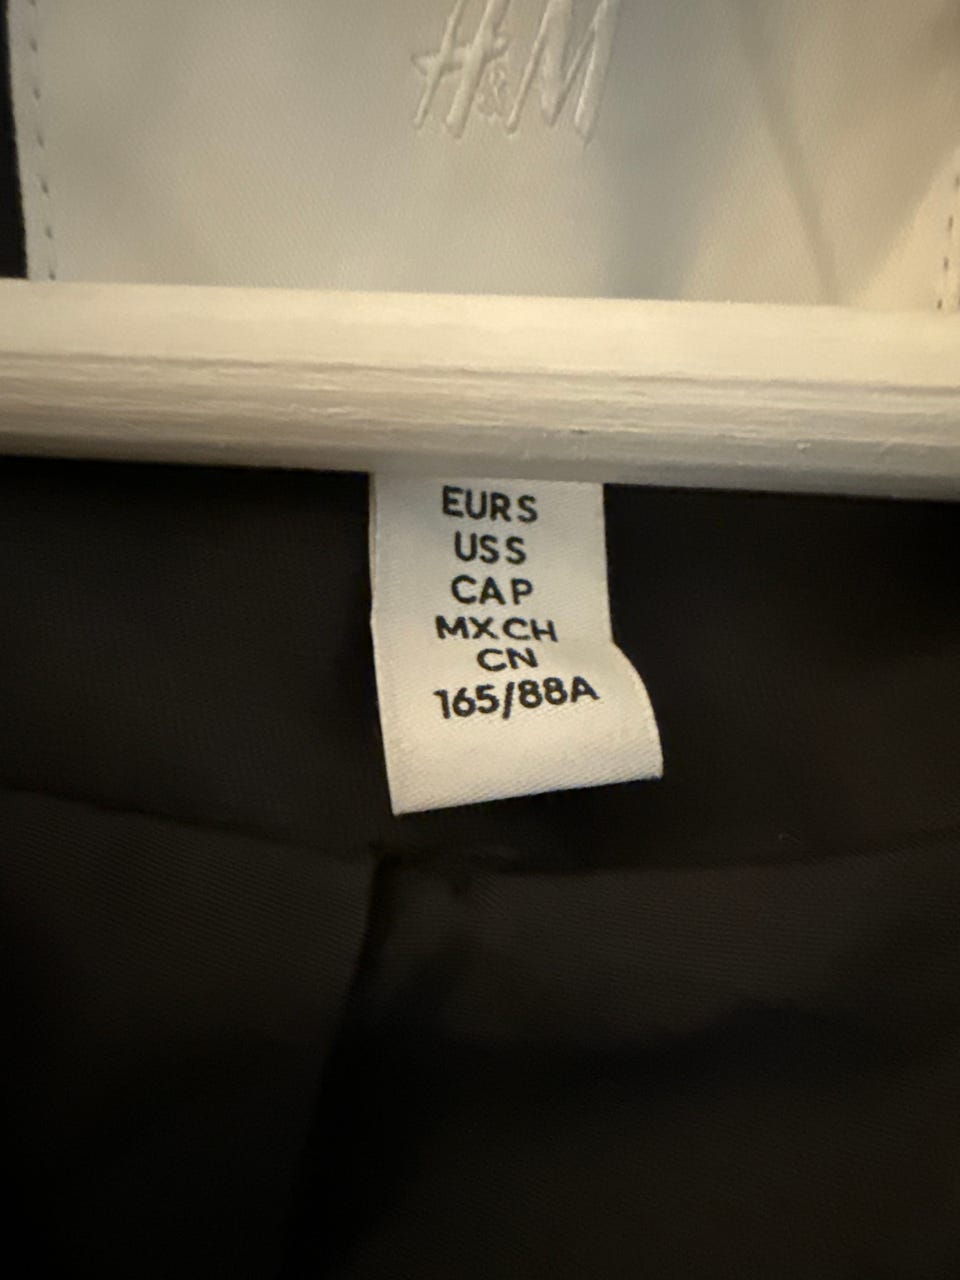 H&M
EUR S
US S
CA P
MX CH
CN
165/88A